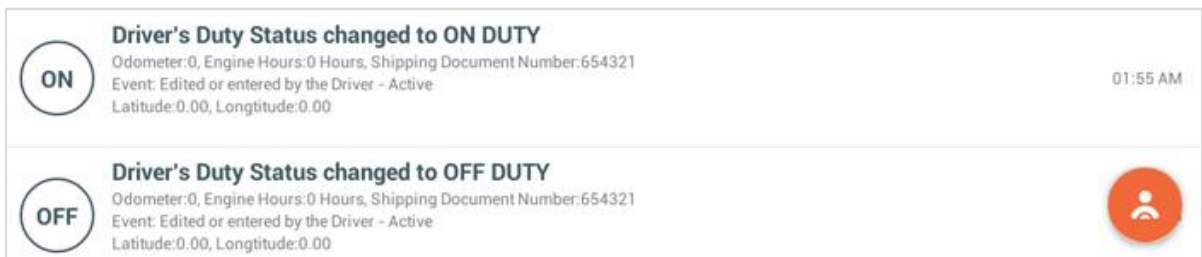 Driver's Duty Status changed to ON DUTY
Odometer:0, Engine Hours:0 Hours, Shipping Document Number:654321
ON
Event: Edited or entered by the Driver - Active
01:55 AM
Latitude:0.00, Longtitude:0.00
Driver's Duty Status changed to OFF DUTY
Odometer:0, Engine Hours:0 Hours, Shipping Document Number:654321
OFF
Event: Edited or entered by the Driver - Active
Latitude:0.00, Longtitude:0.00